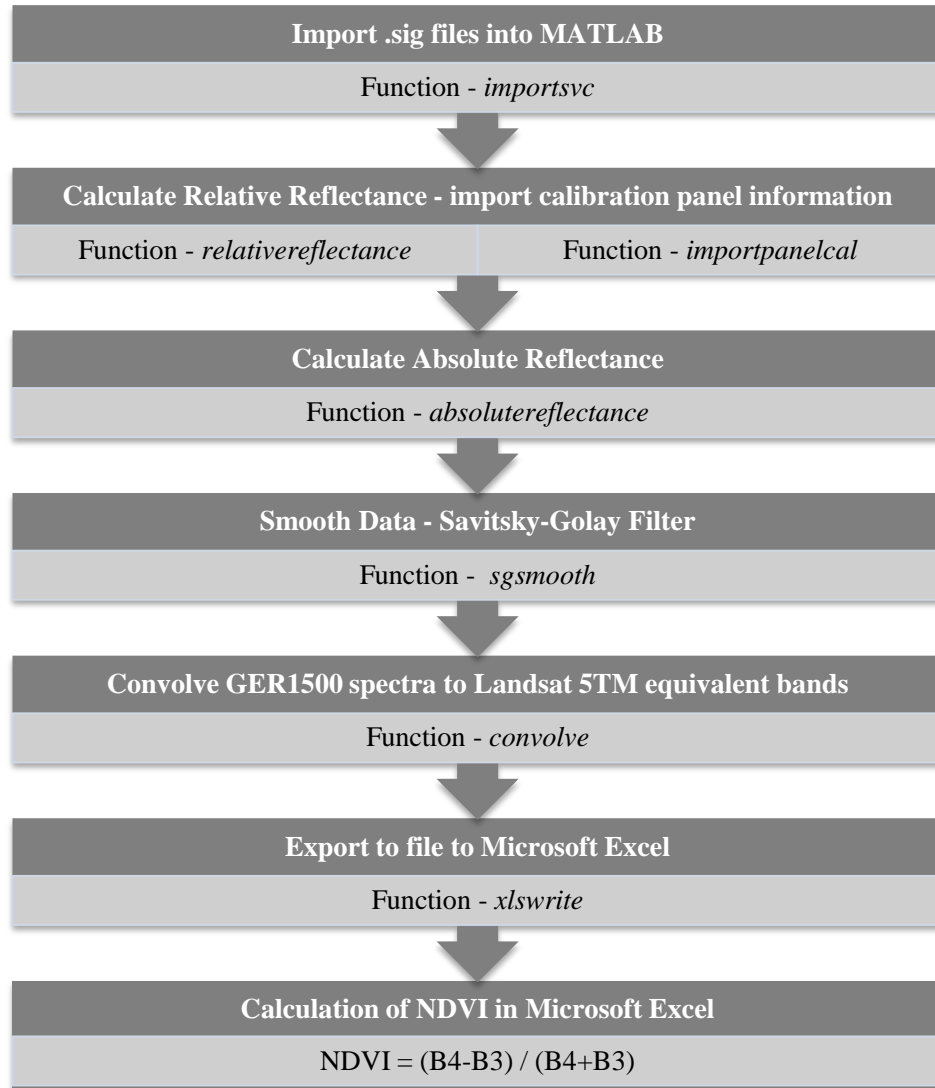 Import .sig files into MATLAB
Function - importsvc
Calculate Relative Reflectance - import calibration panel information
Function - relativereflectance
Function - importpanelcal
Calculate Absolute Reflectance
Function - absolutereflectance
Smooth Data - Savitsky-Golay Filter
Function -  sgsmooth
Convolve GER1500 spectra to Landsat 5TM equivalent bands
Function - convolve
Export to file to Microsoft Excel
Function - xlswrite
Calculation of NDVI in Microsoft Excel
NDVI = (B4-B3) / (B4+B3)